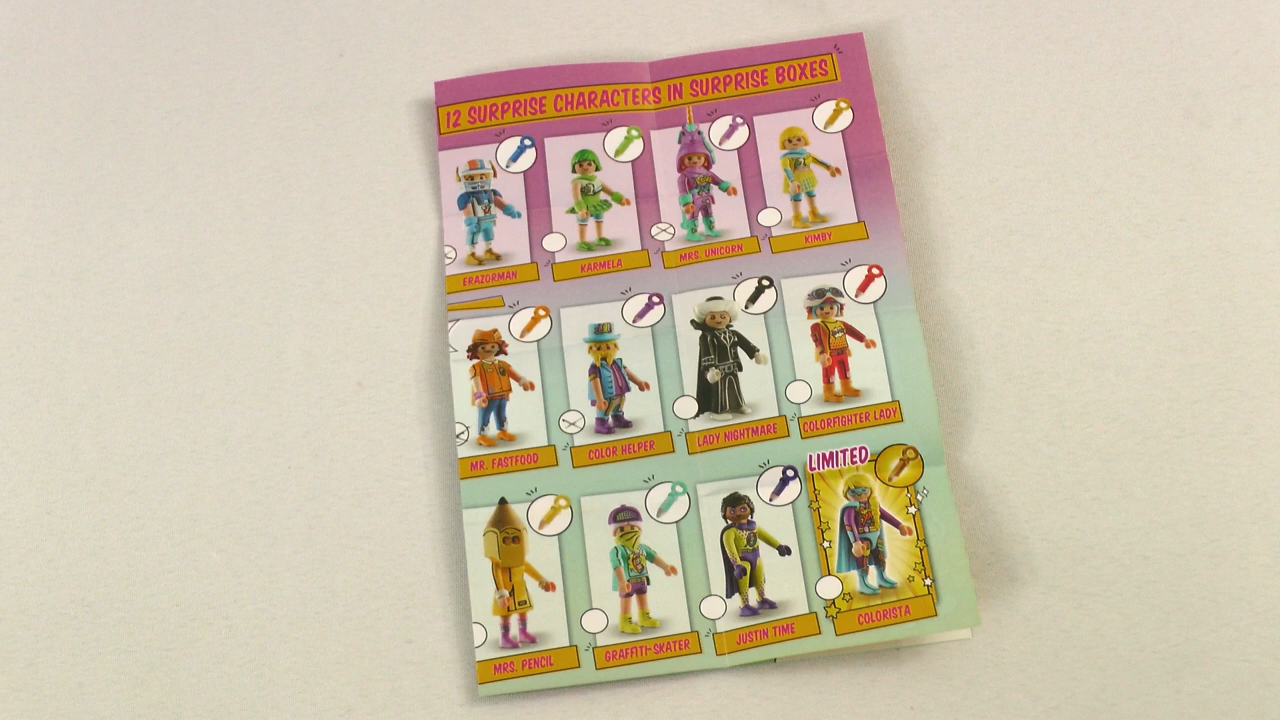 12 SURPRISE CHARACTERS IN SURPRISE BOXES
ERAZORMAN
KARMELA
MRS. UNICORN
KIMBY
MR. FASTFOOD
COLOR HELPER
LADY NIGHTMARE
COLORFIGHTER LADY
LIMITED
MRS. PENCIL
GRAFFITI-SKATER
JUSTIN TIME
COLORISTA